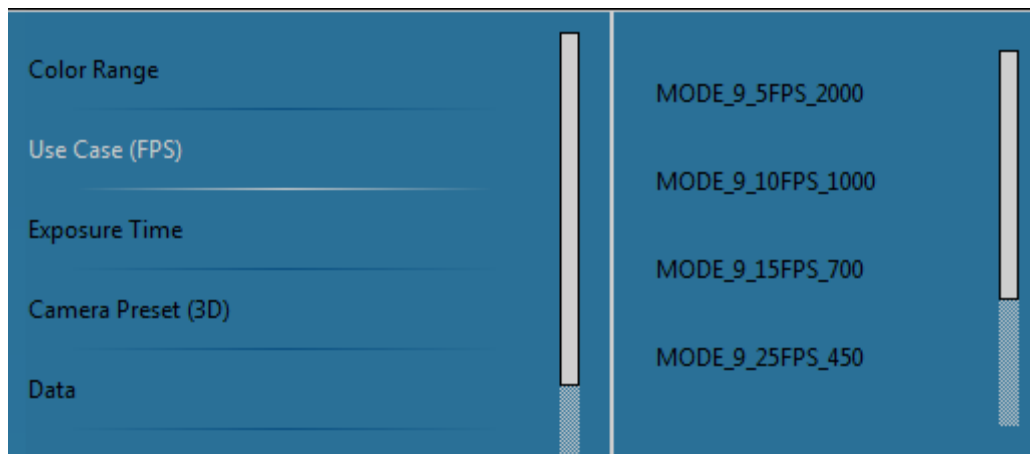 Color Range
Use Case (FPS)
Exposure Time
Camera Preset (3D)
Data
MODE_9_5FPS_2000
MODE_9_10FPS_1000
MODE_9_15FPS_700
MODE_9_25FPS_450